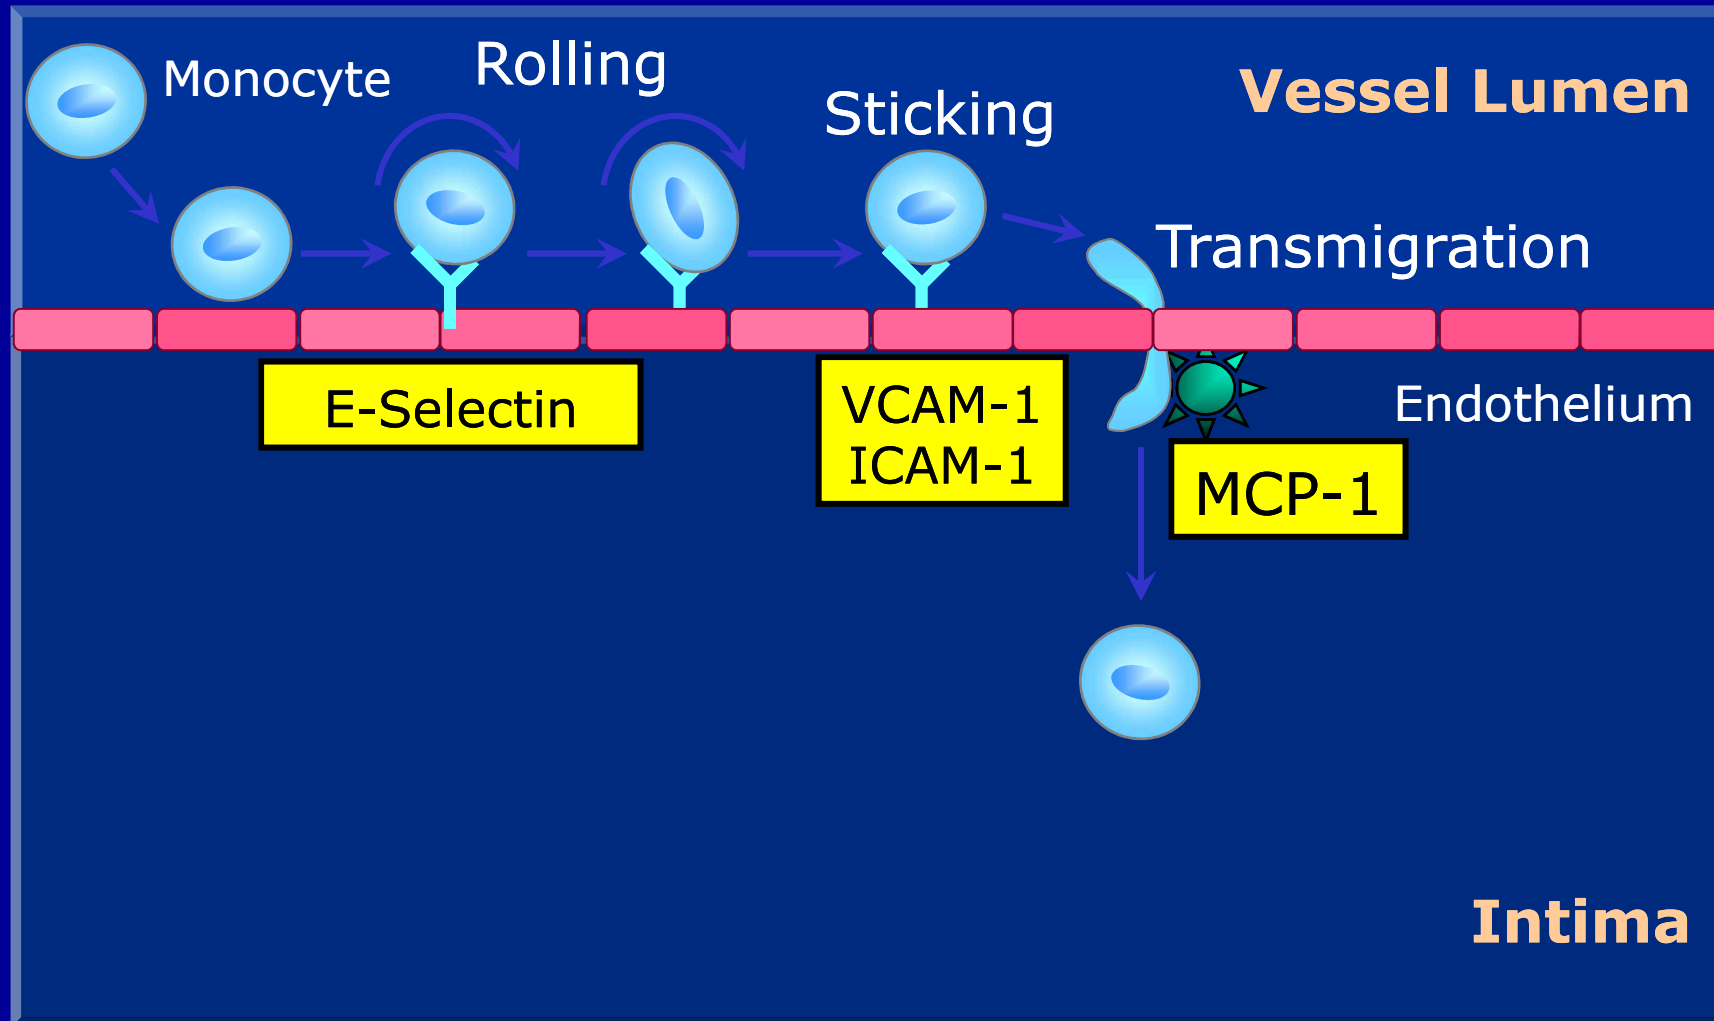 Monocyte
Rolling
Sticking
Vessel Lumen
Transmigration
E-Selectin
VCAM-1
ICAM-1
Endothelium
MCP-1
Intima